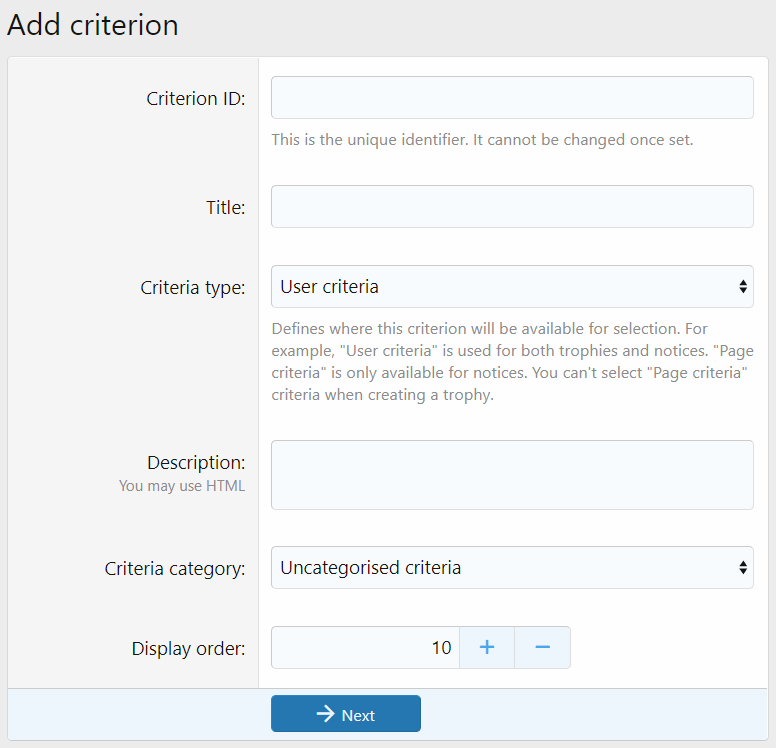 Add criterion
Criterion ID:
This is the unique identifier. It cannot be changed once set.
Title:
Criteria type:
User criteria
Defines where this criterion will be available for selection. For
example, "User criteria" is used for both trophies and notices. "Page
criteria" is only available for notices. You can't select "Page criteria"
criteria when creating a trophy.
Description:
You may use HTML
Criteria category:
Uncategorised criteria
Display order:
10
Next